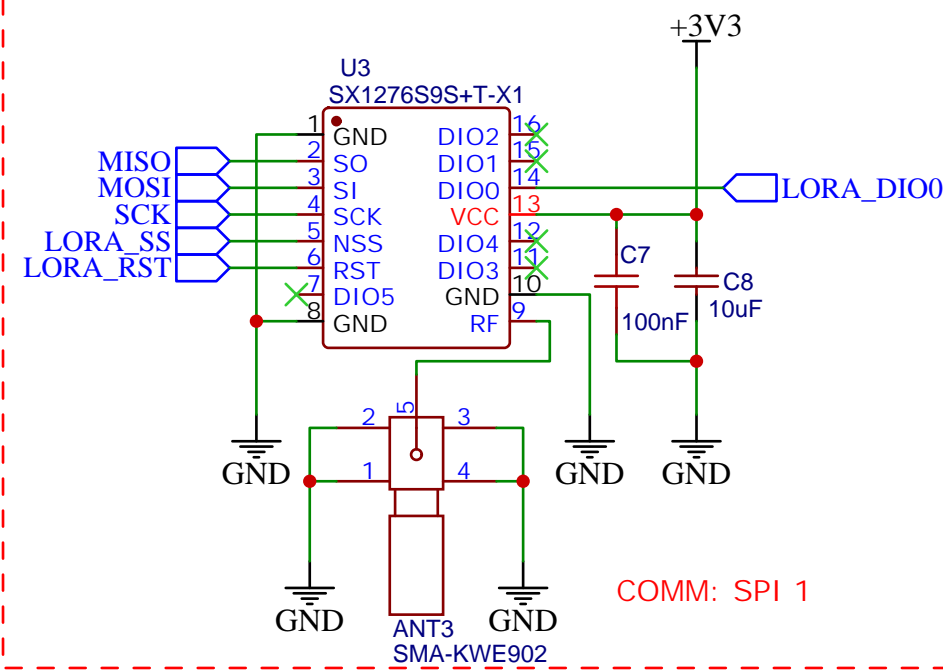 +3V3
U3
SX1276S9S+T-X1
1 GND DIO2 16
MISO 2 SO DIO1 15
MOSI 3 SI DIO0 14 LORA_DIO0
SCK 4 SCK VCC 13
LORA_SS 5 NSS DIO4 12
LORA_RST 6 RST DIO3 11
7 DIO5 GND 10
8 GND RF 9
C7
100nF
C8
10uF
5
2 3
1 4
GND GND GND
GND GND
COMM: SPI 1
ANT3
SMA-KWE902